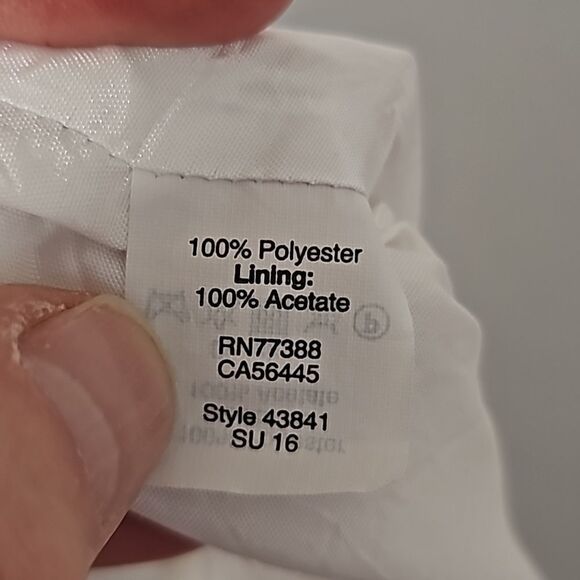 100% Polyester
Lining:
100% Acetate
RN77388
CA56445
Style 43841
SU 16